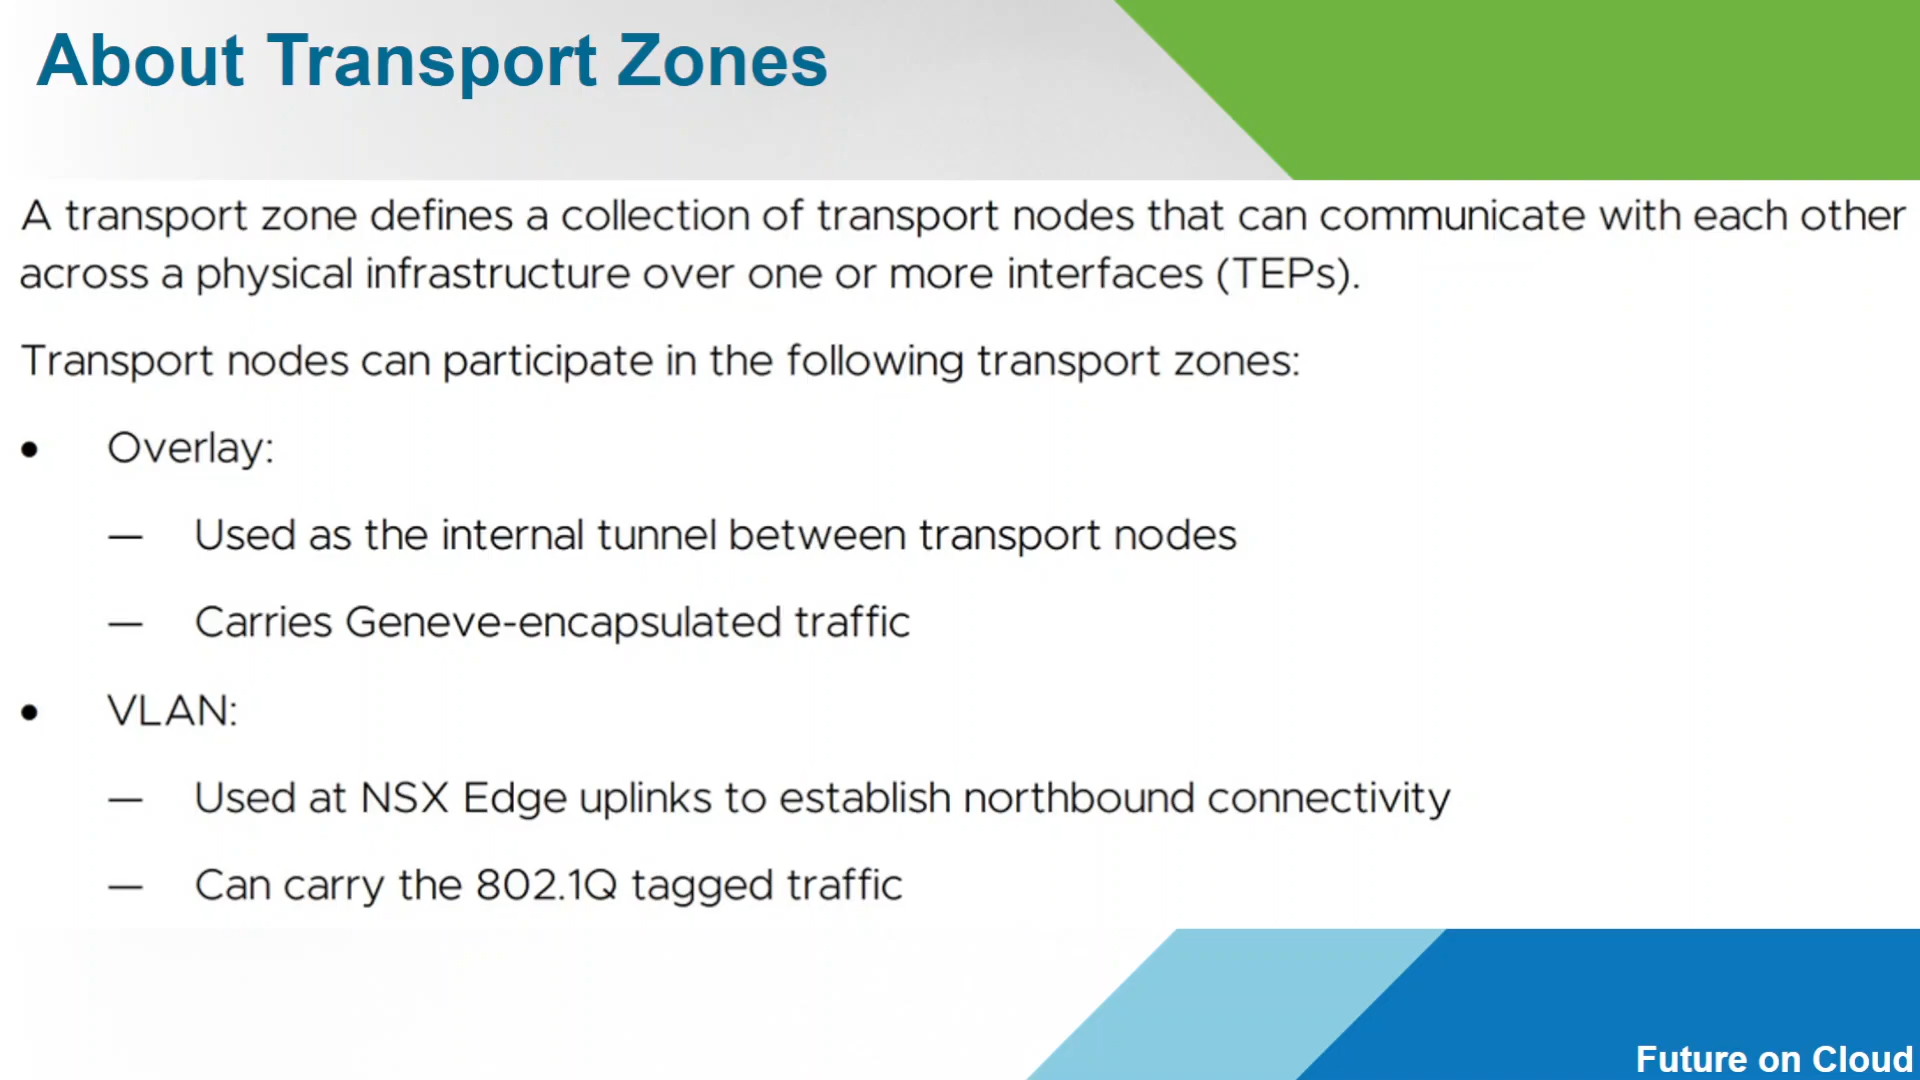 About Transport Zones
A transport zone defines a collection of transport nodes that can communicate with each other
across a physical infrastructure over one or more interfaces (TEPs).
Transport nodes can participate in the following transport zones:
• Overlay:
— Used as the internal tunnel between transport nodes
— Carries Geneve-encapsulated traffic
• VLAN:
— Used at NSX Edge uplinks to establish northbound connectivity
— Can carry the 802.1Q tagged traffic
Future on Cloud